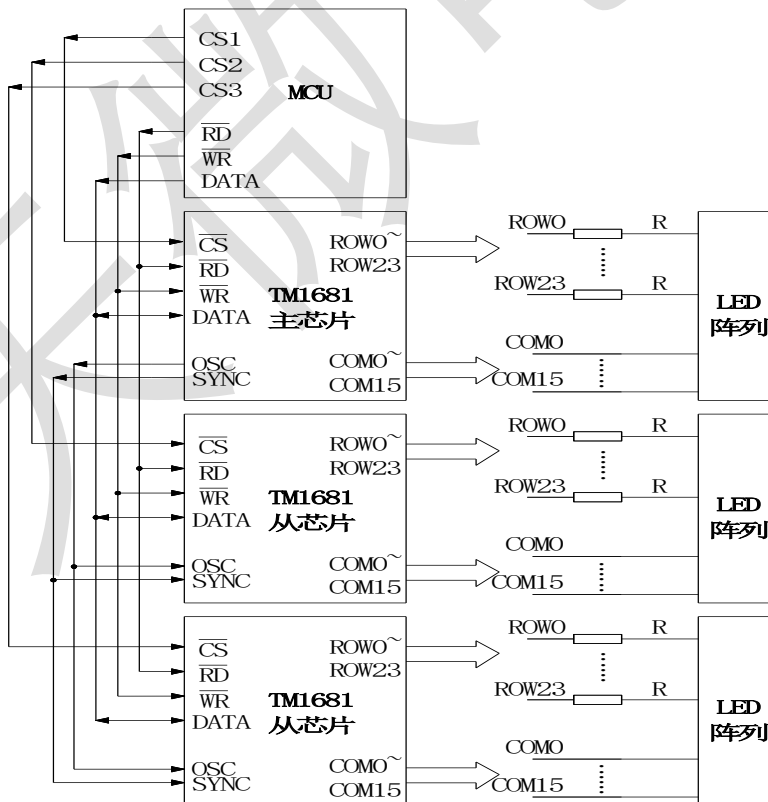 CS1
CS2
CS3
MCU
RD
WR
DATA
CS
RD
WR
DATA
OSC
SYNC
TM1681
主芯片
ROW0~
ROW23
COM0~
COM15
ROW0
R
ROW23
R
COM0
COM15
LED
阵列
CS
RD
WR
DATA
OSC
SYNC
TM1681
从芯片
ROW0~
ROW23
COM0~
COM15
ROW0
R
ROW23
R
COM0
COM15
LED
阵列
CS
RD
WR
DATA
OSC
SYNC
TM1681
从芯片
ROW0~
ROW23
COM0~
COM15
ROW0
R
ROW23
R
COM0
COM15
LED
阵列